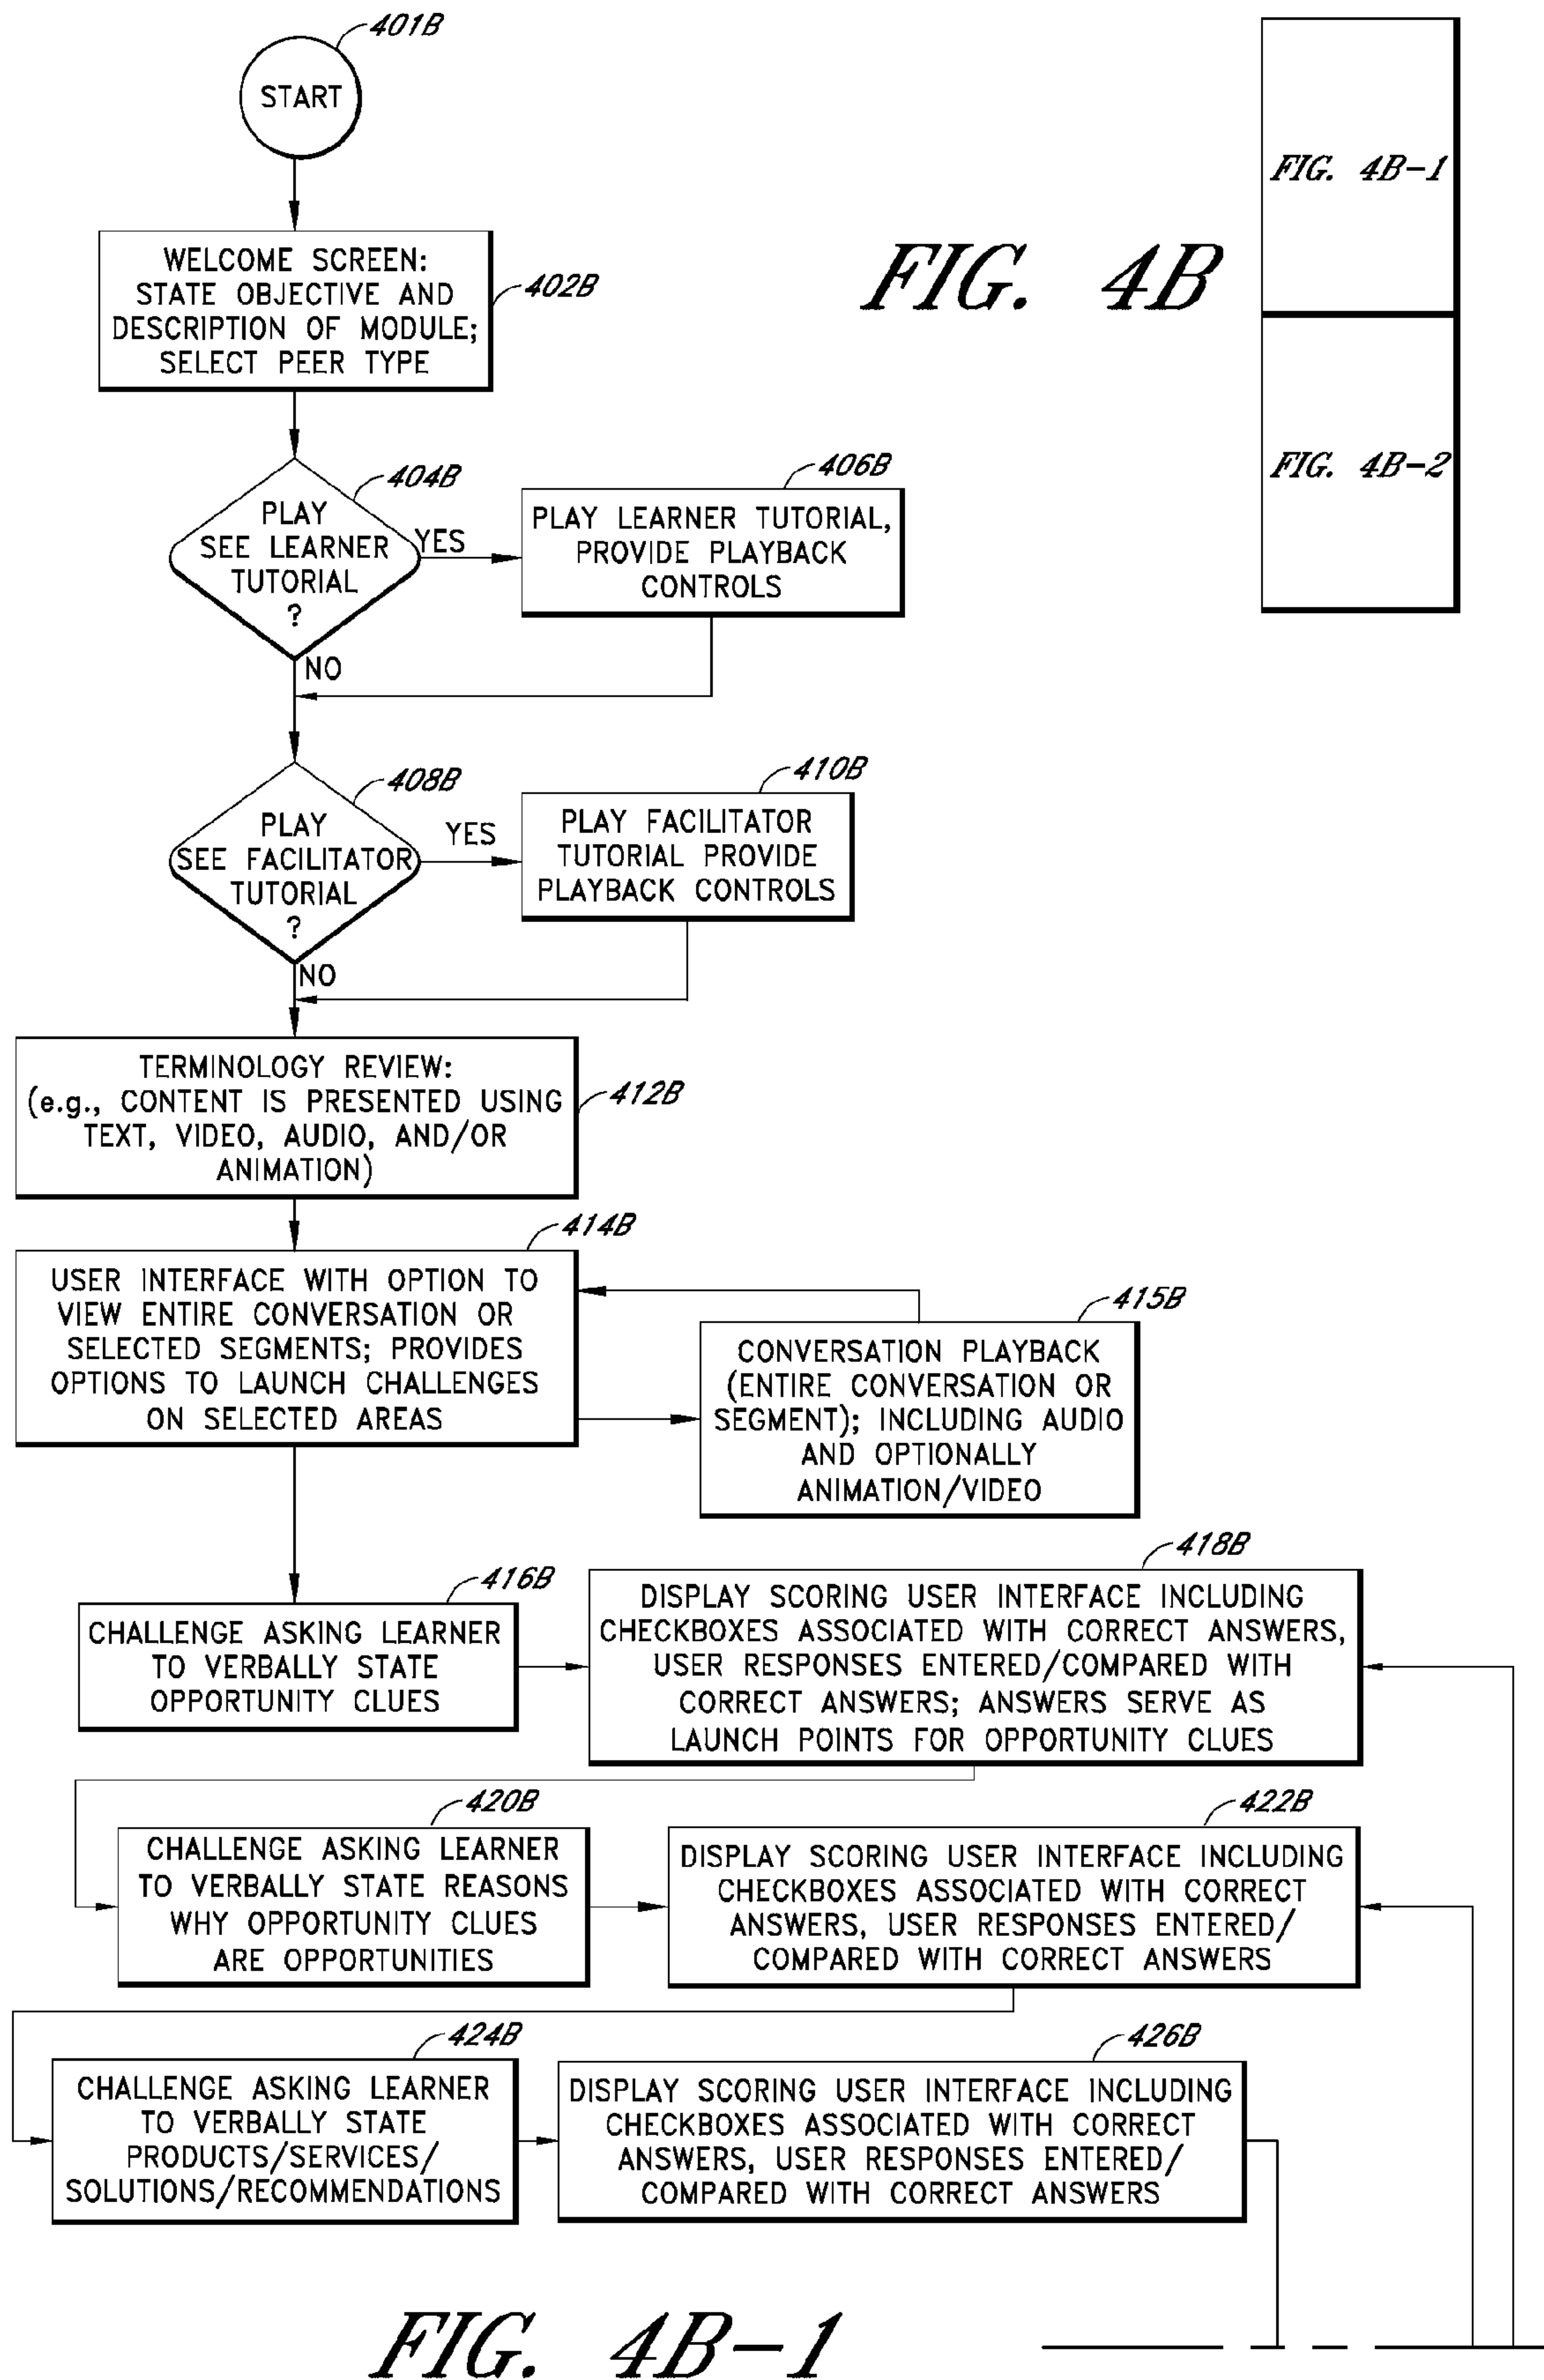 401B
START
WELCOME SCREEN:
STATE OBJECTIVE AND
DESCRIPTION OF MODULE;
SELECT PEER TYPE
402B
FIG. 4B
FIG. 4B-1
FIG. 4B-2
404B
PLAY
SEE LEARNER
TUTORIAL
?
YES
NO
406B
PLAY LEARNER TUTORIAL,
PROVIDE PLAYBACK
CONTROLS
408B
PLAY
SEE FACILITATOR
TUTORIAL
?
YES
NO
410B
PLAY FACILITATOR
TUTORIAL PROVIDE
PLAYBACK CONTROLS
TERMINOLOGY REVIEW:
(e.g., CONTENT IS PRESENTED USING
TEXT, VIDEO, AUDIO, AND/OR
ANIMATION)
412B
414B
USER INTERFACE WITH OPTION TO
VIEW ENTIRE CONVERSATION OR
SELECTED SEGMENTS; PROVIDES
OPTIONS TO LAUNCH CHALLENGES
ON SELECTED AREAS
415B
CONVERSATION PLAYBACK
(ENTIRE CONVERSATION OR
SEGMENT); INCLUDING AUDIO
AND OPTIONALLY
ANIMATION/VIDEO
416B
CHALLENGE ASKING LEARNER
TO VERBALLY STATE
OPPORTUNITY CLUES
418B
DISPLAY SCORING USER INTERFACE INCLUDING
CHECKBOXES ASSOCIATED WITH CORRECT ANSWERS,
USER RESPONSES ENTERED/COMPARED WITH
CORRECT ANSWERS; ANSWERS SERVE AS
LAUNCH POINTS FOR OPPORTUNITY CLUES
420B
CHALLENGE ASKING LEARNER
TO VERBALLY STATE REASONS
WHY OPPORTUNITY CLUES
ARE OPPORTUNITIES
422B
DISPLAY SCORING USER INTERFACE INCLUDING
CHECKBOXES ASSOCIATED WITH CORRECT
ANSWERS, USER RESPONSES ENTERED/
COMPARED WITH CORRECT ANSWERS
424B
CHALLENGE ASKING LEARNER
TO VERBALLY STATE
PRODUCTS/SERVICES/
SOLUTIONS/RECOMMENDATIONS
426B
DISPLAY SCORING USER INTERFACE INCLUDING
CHECKBOXES ASSOCIATED WITH CORRECT
ANSWERS, USER RESPONSES ENTERED/
COMPARED WITH CORRECT ANSWERS
FIG. 4B-1